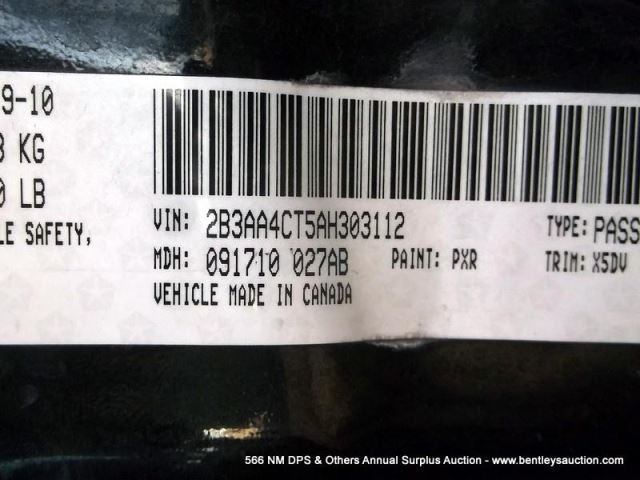 9-10
KG
LB
LE SAFETY,
VIN: 2B3AA4CT5AH303112 TYPE: PASS
MDH: 091710 027AB PAINT: PXR TRIM: X5DV
VEHICLE MADE IN CANADA
566 NM DPS & Others Annual Surplus Auction - www.bentleysauction.com